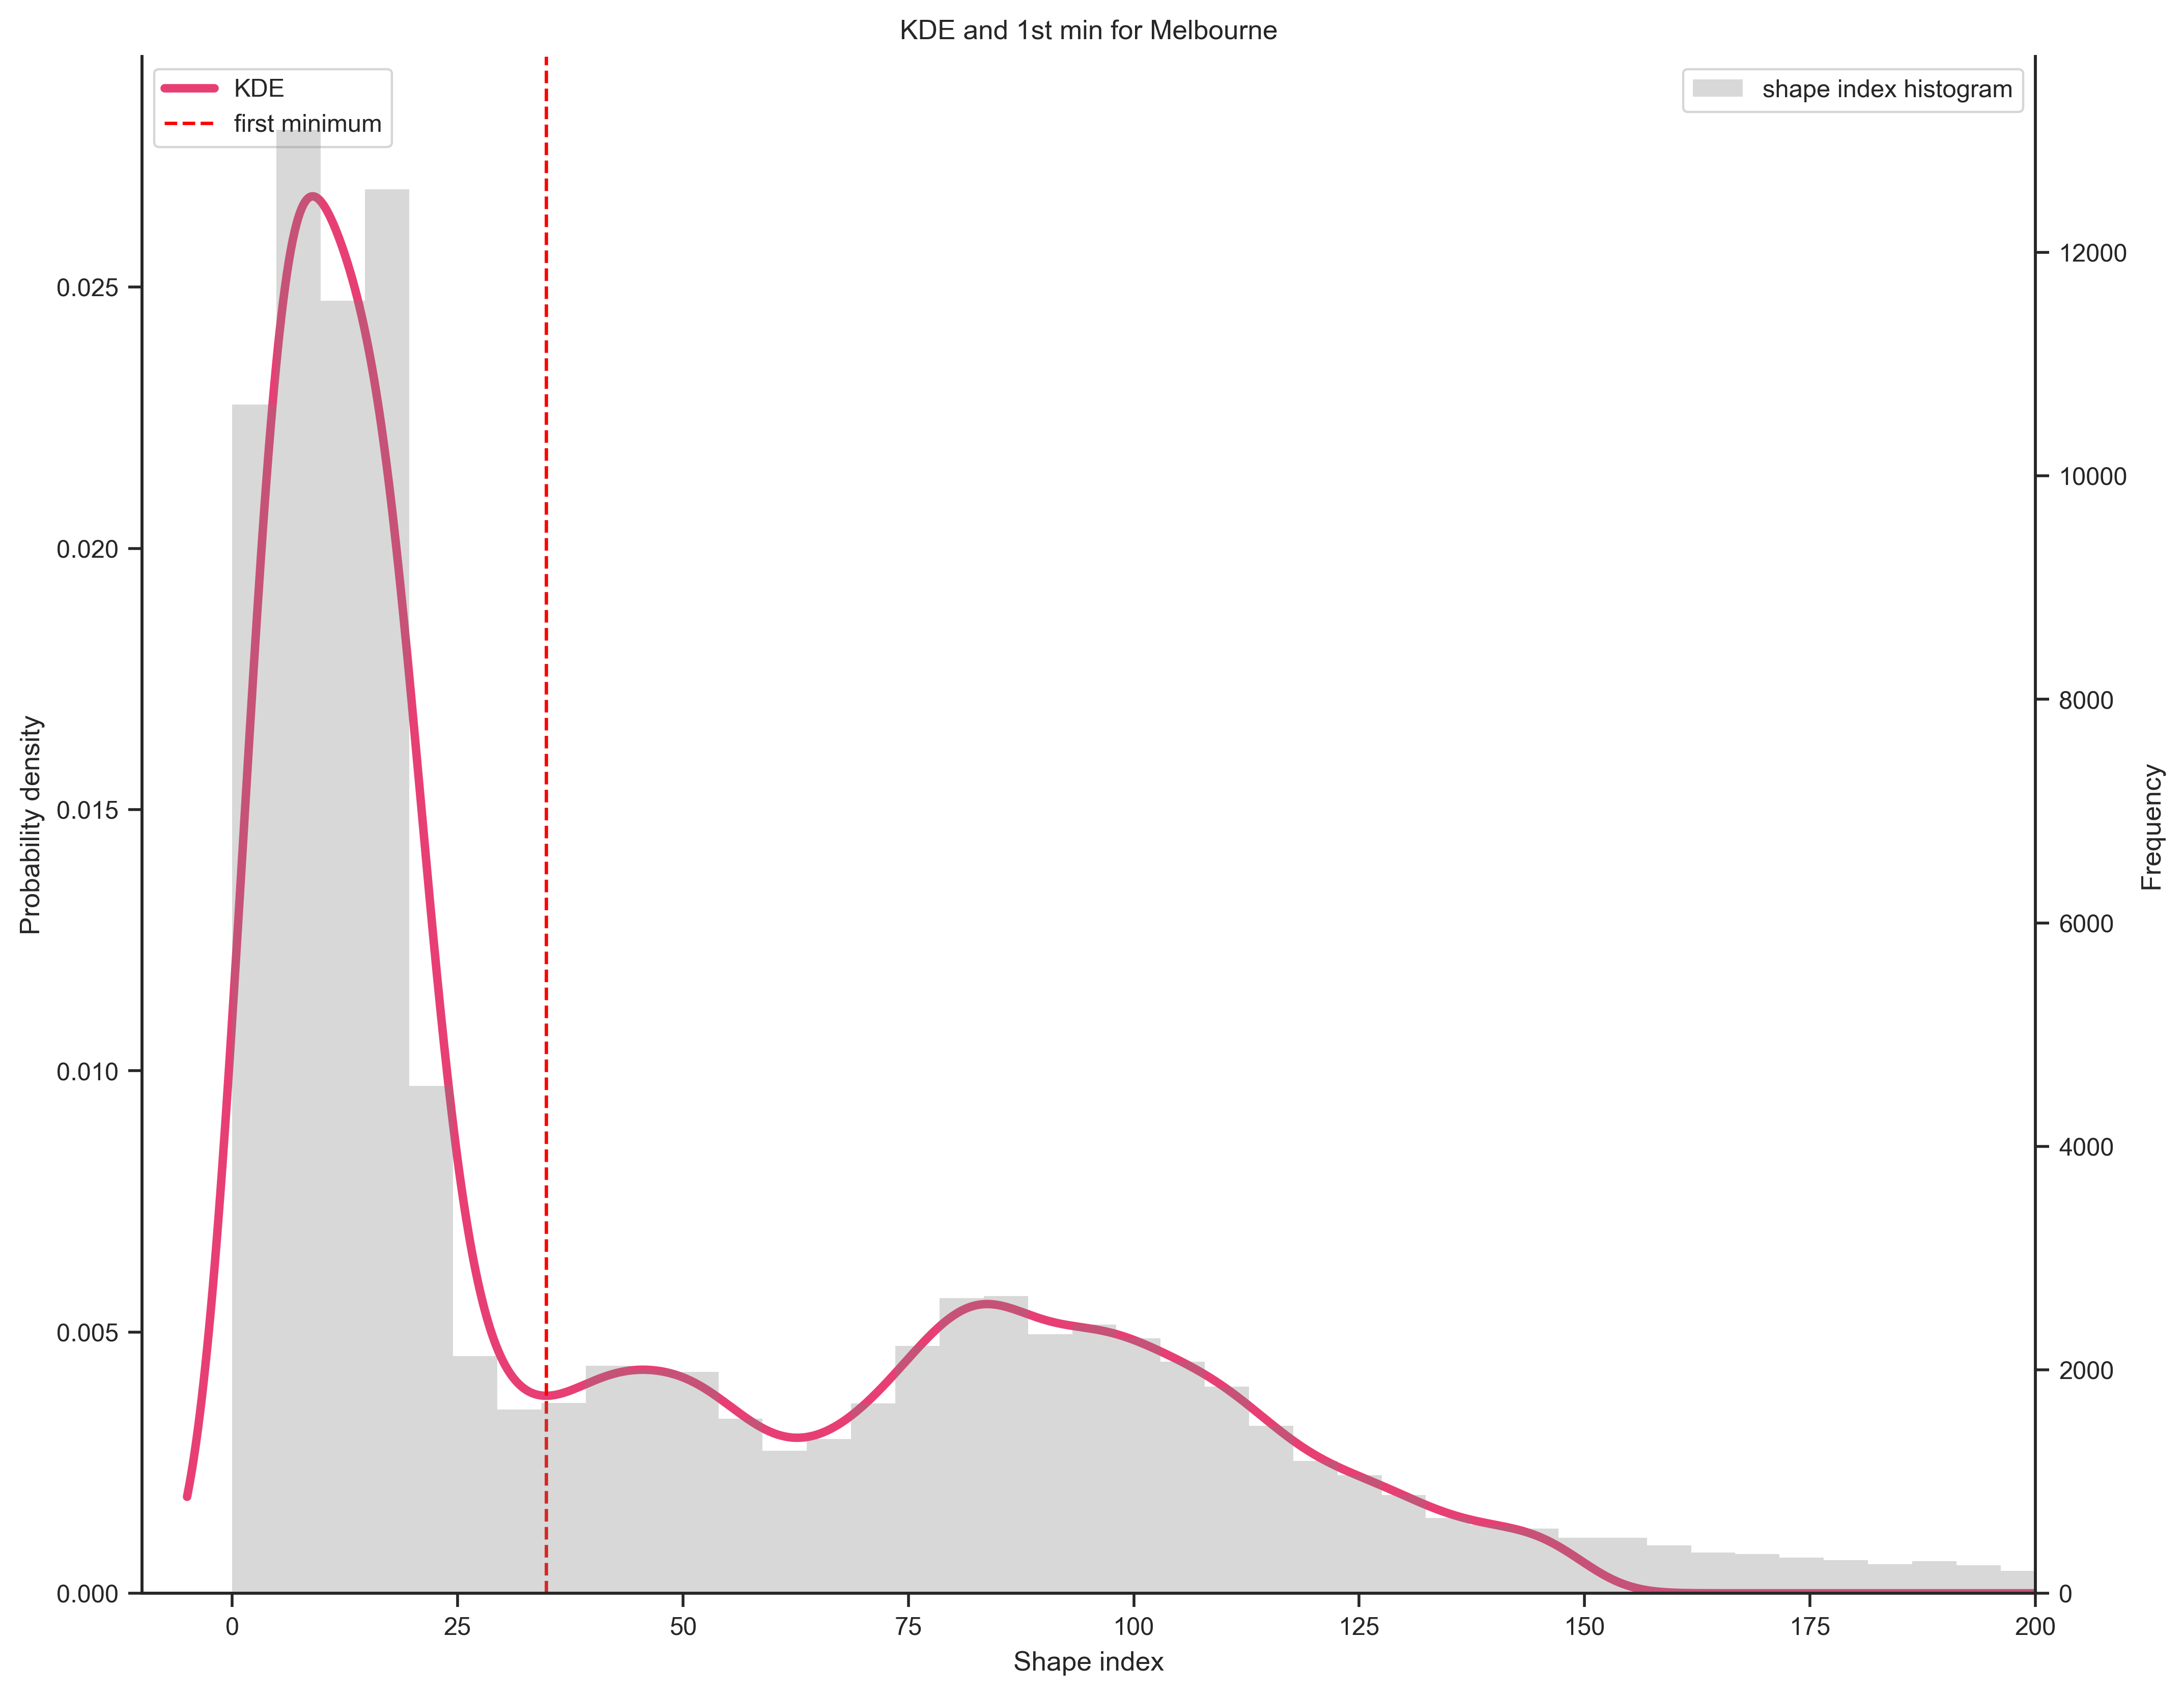 KDE and 1st min for Melbourne
KDE
first minimum
shape index histogram
0.025
0.020
0.015
0.010
0.005
0.000
Probability density
12000
10000
8000
6000
4000
2000
0
Frequency
0 25 50 75 100 125 150 175 200
Shape index